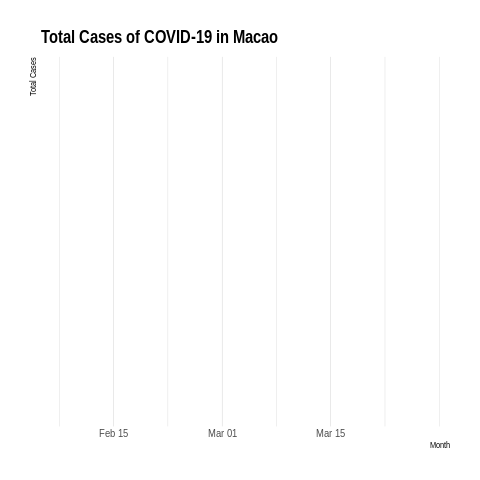 Total Cases of COVID-19 in Macao
Total Cases
Feb 15
Mar 01
Mar 15
Month